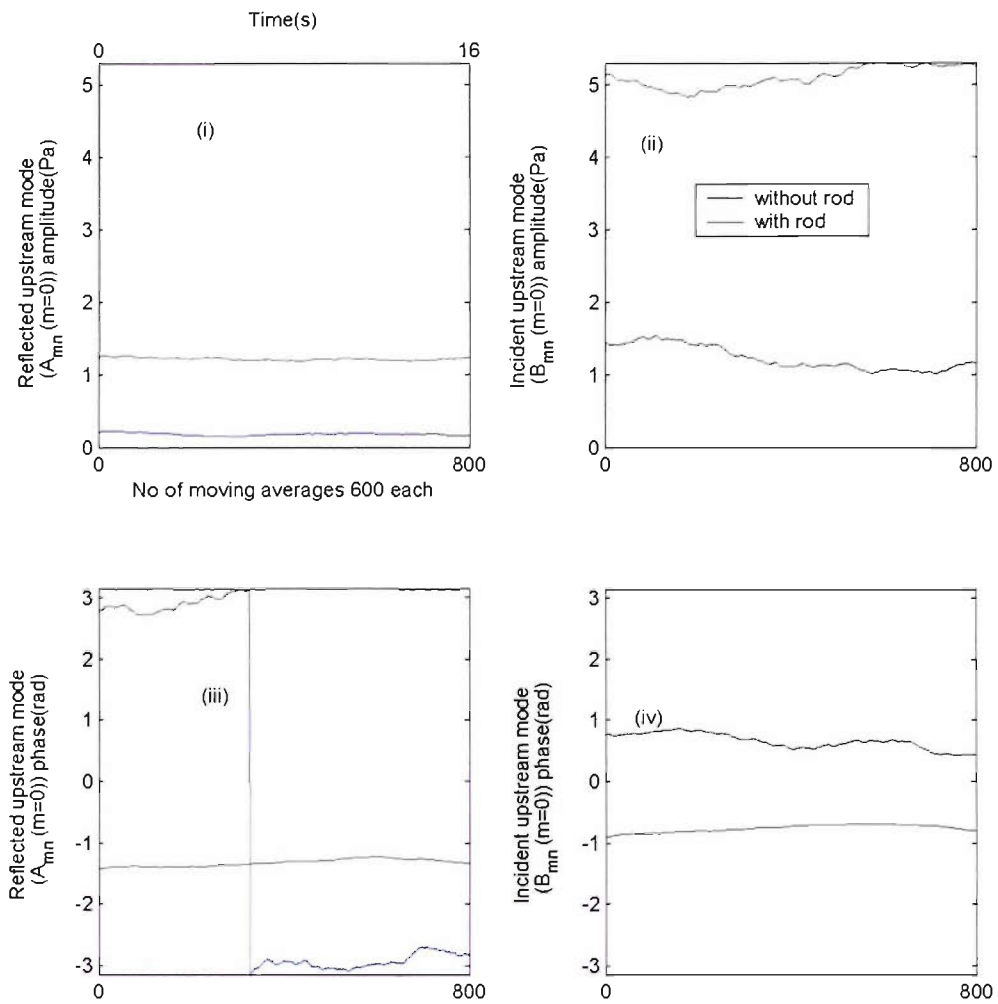 Time(s)
0 16
5
4
3
2
1
0
0 800
Reflected upstream mode
(Amn (m=0)) amplitude(Pa)
(i)
No of moving averages 600 each
5
4
3
2
1
0
0 800
Incident upstream mode
(Bmn (m=0)) amplitude(Pa)
(ii)
without rod
with rod
3
2
1
0
-1
-2
-3
0 800
Reflected upstream mode
(Amn (m=0)) phase(rad)
(iii)
3
2
1
0
-1
-2
-3
0 800
Incident upstream mode
(Bmn (m=0)) phase(rad)
(iv)